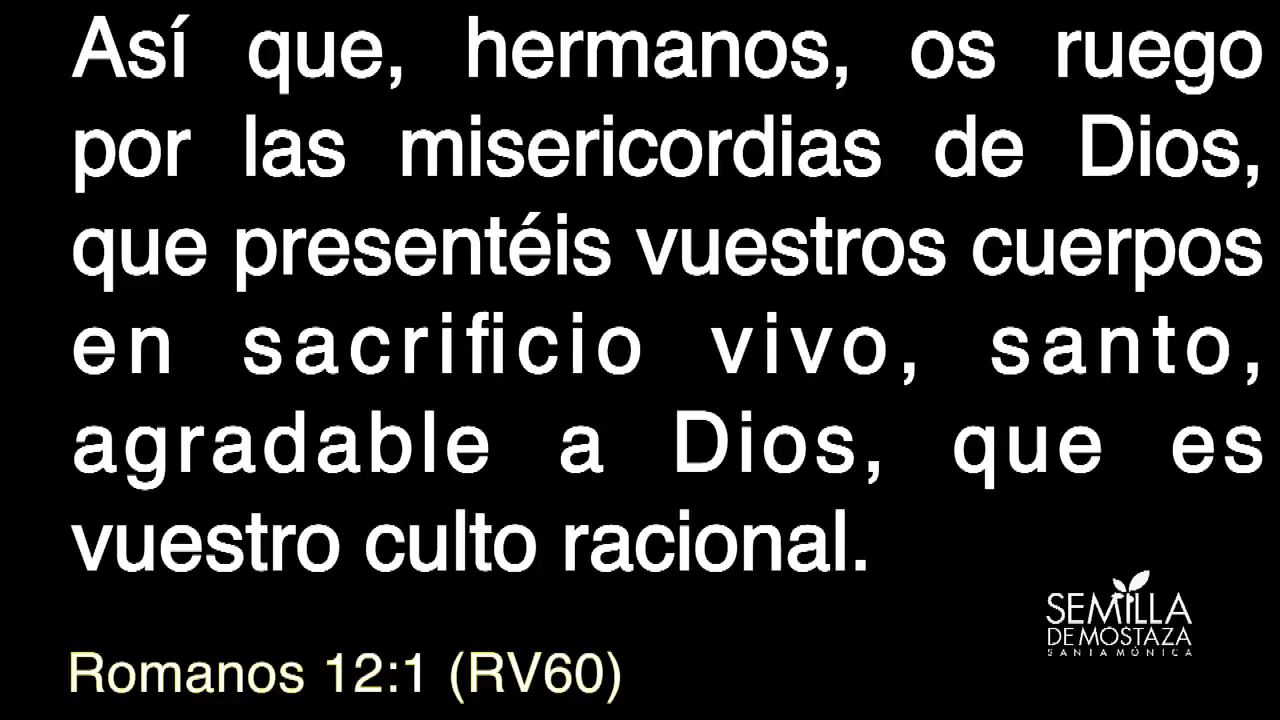 Así que, hermanos, os ruego
por las misericordias de Dios,
que presentéis vuestros cuerpos
en sacrificio vivo, santo,
agradable a Dios, que es
vuestro culto racional.
SEMILLA
DE MOSTAZA
SANTA MÓNICA
Romanos 12:1 (RV60)